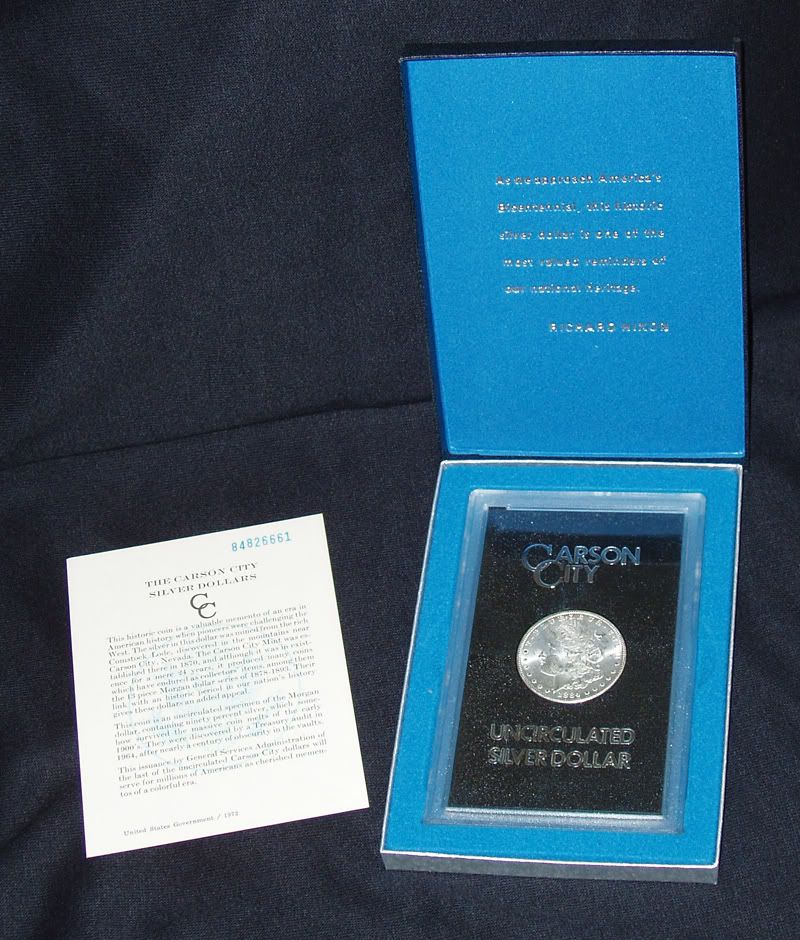 As we approach America's
Bicentennial, this historic
silver dollar is one of the
most valued reminders of
our national heritage.
RICHARD NIXON
84826661
THE CARSON CITY
SILVER DOLLARS
CC
This historic coin is a valuable memento of an era in
American history when pioneers were challenging the
West. The silver in this dollar was mined from the rich
Comstock Lode, discovered in the mountains near
Carson City, Nevada. The Carson City Mint was es-
tablished there in 1870, and although it was in exist-
ence for a mere 24 years, it produced many coins
which have endured as collectors' items, among them
the 13 piece Morgan dollar series of 1878-1893. Their
link with an historic period in our nation's history
gives these dollars an added appeal.
This coin is an uncirculated specimen of the Morgan
dollar, containing ninety percent silver, which some-
how survived the massive coin melts of the early
1900's. They were discovered by a Treasury audit in
1964, after nearly a century of obscurity in the vaults.
This issuance by General Services Administration of
the last of the uncirculated Carson City dollars will
serve for millions of Americans as cherished memen-
tos of a colorful era.
United States Government / 1972
CARSON
CITY
1884
UNCIRCULATED
SILVER DOLLAR